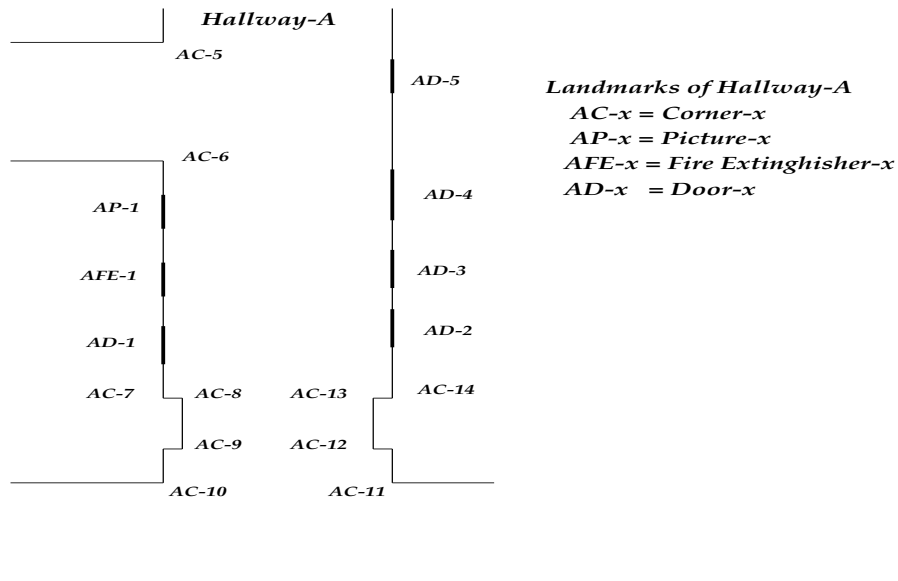 Hallway-A
AC-5
AD-5
Landmarks of Hallway-A
AC-x = Corner-x
AP-x = Picture-x
AFE-x = Fire Extinghisher-x
AD-x = Door-x
AC-6
AP-1
AD-4
AFE-1
AD-3
AD-1
AD-2
AC-7
AC-8
AC-13
AC-14
AC-9
AC-12
AC-10
AC-11